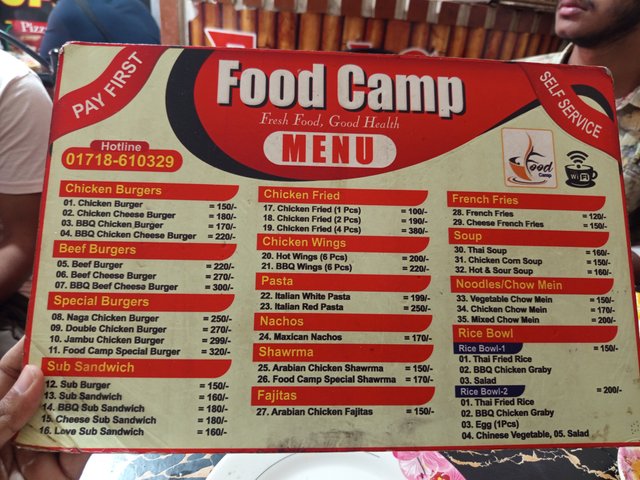 Pizz
PAY FIRST
Food Camp
Fresh Food, Good Health
MENU
SELF SERVICE
Hotline
01718-610329
Food
Camp
WiFi
Chicken Burgers
01. Chicken Burger = 150/-
02. Chicken Cheese Burger = 180/-
03. BBQ Chicken Burger = 170/-
04. BBQ Chicken Cheese Burger = 220/-
Beef Burgers
05. Beef Burger = 220/-
06. Beef Cheese Burger = 270/-
07. BBQ Beef Cheese Burger = 300/-
Special Burgers
08. Naga Chicken Burger = 250/-
09. Double Chicken Burger = 270/-
10. Jambu Chicken Burger = 299/-
11. Food Camp Special Burger = 320/-
Sub Sandwich
12. Sub Burger = 150/-
13. Sub Sandwich = 160/-
14. BBQ Sub Sandwich = 180/-
15. Cheese Sub Sandwich = 180/-
16. Love Sub Sandwich = 160/-
Chicken Fried
17. Chicken Fried (1 Pcs) = 100/-
18. Chicken Fried (2 Pcs) = 190/-
19. Chicken Fried (4 Pcs) = 380/-
Chicken Wings
20. Hot Wings (6 Pcs) = 200/-
21. BBQ Wings (6 Pcs) = 220/-
Pasta
22. Italian White Pasta = 199/-
23. Italian Red Pasta = 250/-
Nachos
24. Maxican Nachos = 170/-
Shawrma
25. Arabian Chicken Shawrma = 150/-
26. Food Camp Special Shawrma = 170/-
Fajitas
27. Arabian Chicken Fajitas = 150/-
French Fries
28. French Fries = 120/-
29. Cheese French Fries = 150/-
Soup
30. Thai Soup = 160/-
31. Chicken Corn Soup = 150/-
32. Hot & Sour Soup = 160/-
Noodles/Chow Mein
33. Vegetable Chow Mein = 150/-
34. Chicken Chow Mein = 170/-
35. Mixed Chow Mein = 200/-
Rice Bowl
Rice Bowl-1 = 150/-
01. Thai Fried Rice
02. BBQ Chicken Graby
03. Salad
Rice Bowl-2 = 200/-
01. Thai Fried Rice
02. BBQ Chicken Graby
03. Egg (1Pcs)
04. Chinese Vegetable, 05. Salad